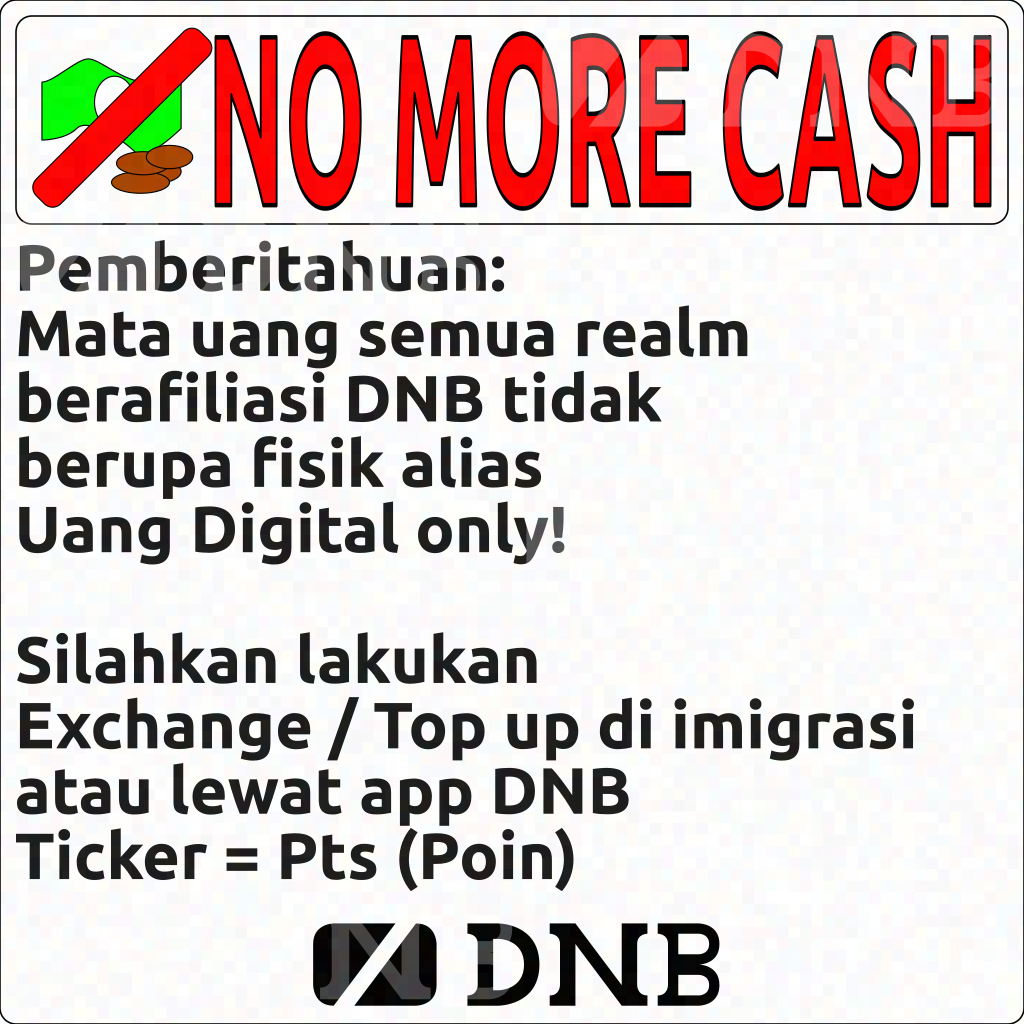 NO MORE CASH
Pemberitahuan:
Mata uang semua realm
berafiliasi DNB tidak
berupa fisik alias
Uang Digital only!
Silahkan lakukan
Exchange / Top up di imigrasi
atau lewat app DNB
Ticker = Pts (Poin)
DNB